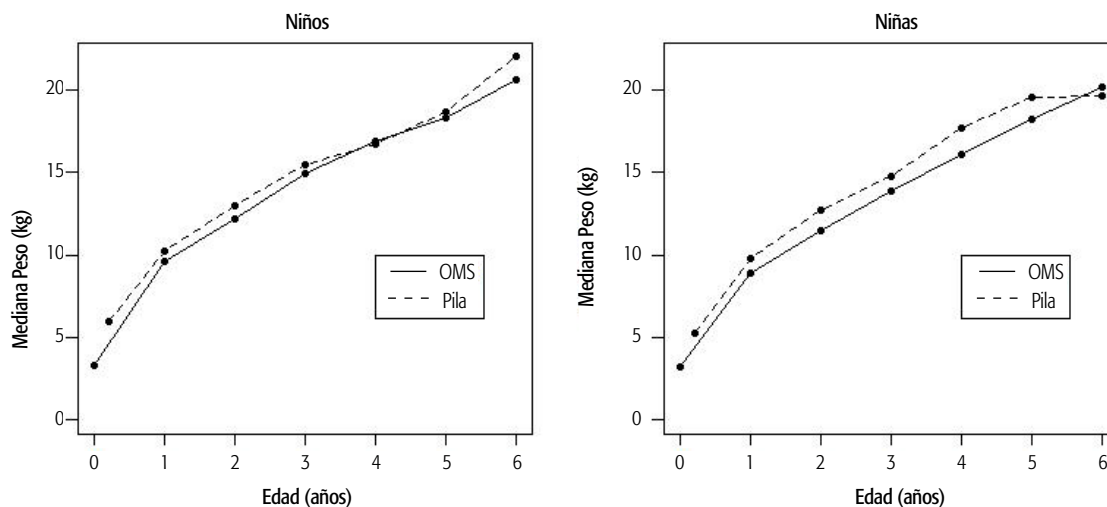 Niños
Mediana Peso (kg)
20
15
10
5
0
OMS
Pila
0 1 2 3 4 5 6
Edad (años)
Niñas
Mediana Peso (kg)
20
15
10
5
0
OMS
Pila
0 1 2 3 4 5 6
Edad (años)